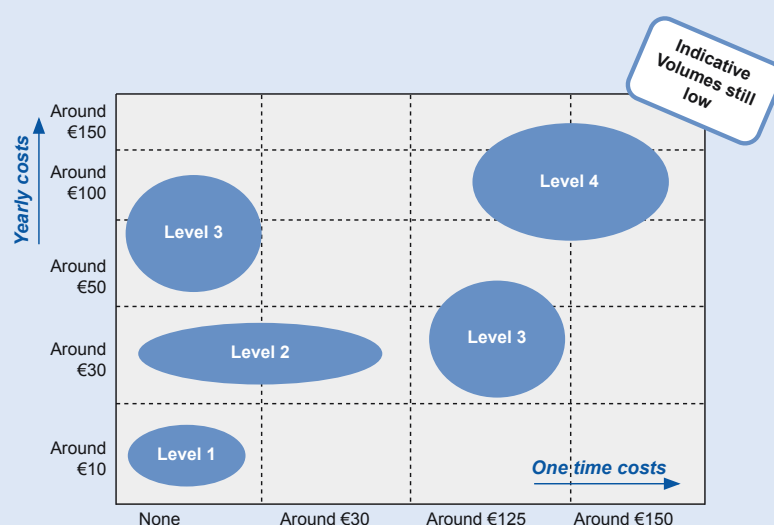 Indicative
Volumes still
low
Yearly costs
Around
€150
Around
€100
Around
€50
Around
€30
Around
€10
Level 4
Level 3
Level 3
Level 2
Level 1
One time costs
None
Around €30
Around €125
Around €150